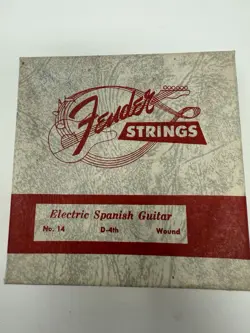 Fender
STRINGS
Electric Spanish Guitar
No. 14 D-4th Wound